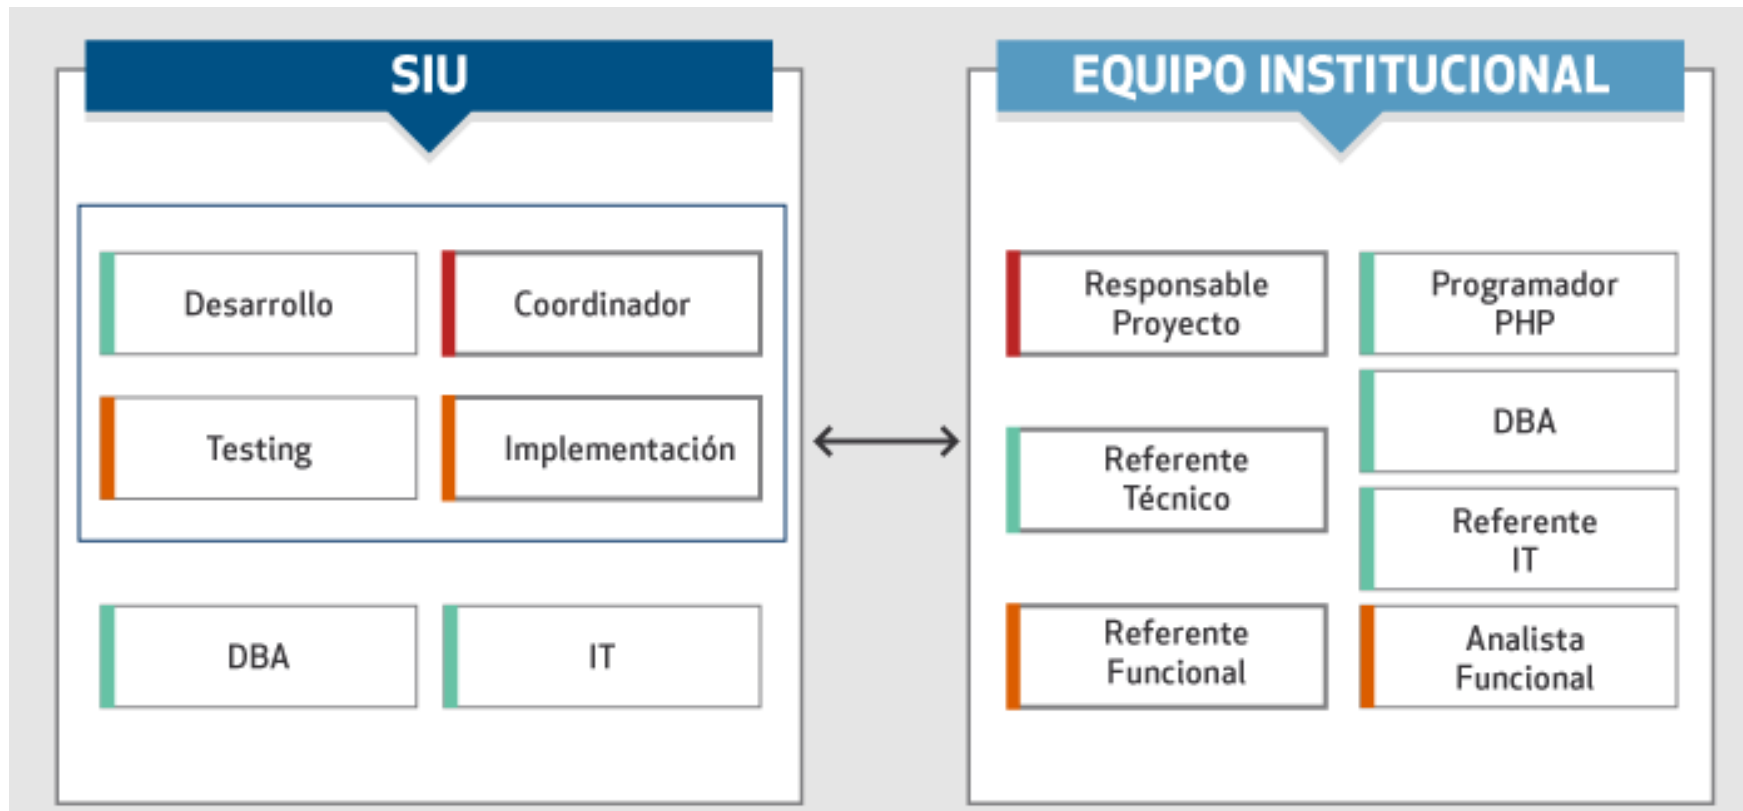 SIU
Desarrollo
Coordinador
Testing
Implementación
DBA
IT
EQUIPO INSTITUCIONAL
Responsable
Proyecto
Programador
PHP
Referente
Técnico
DBA
Referente
IT
Referente
Funcional
Analista
Funcional